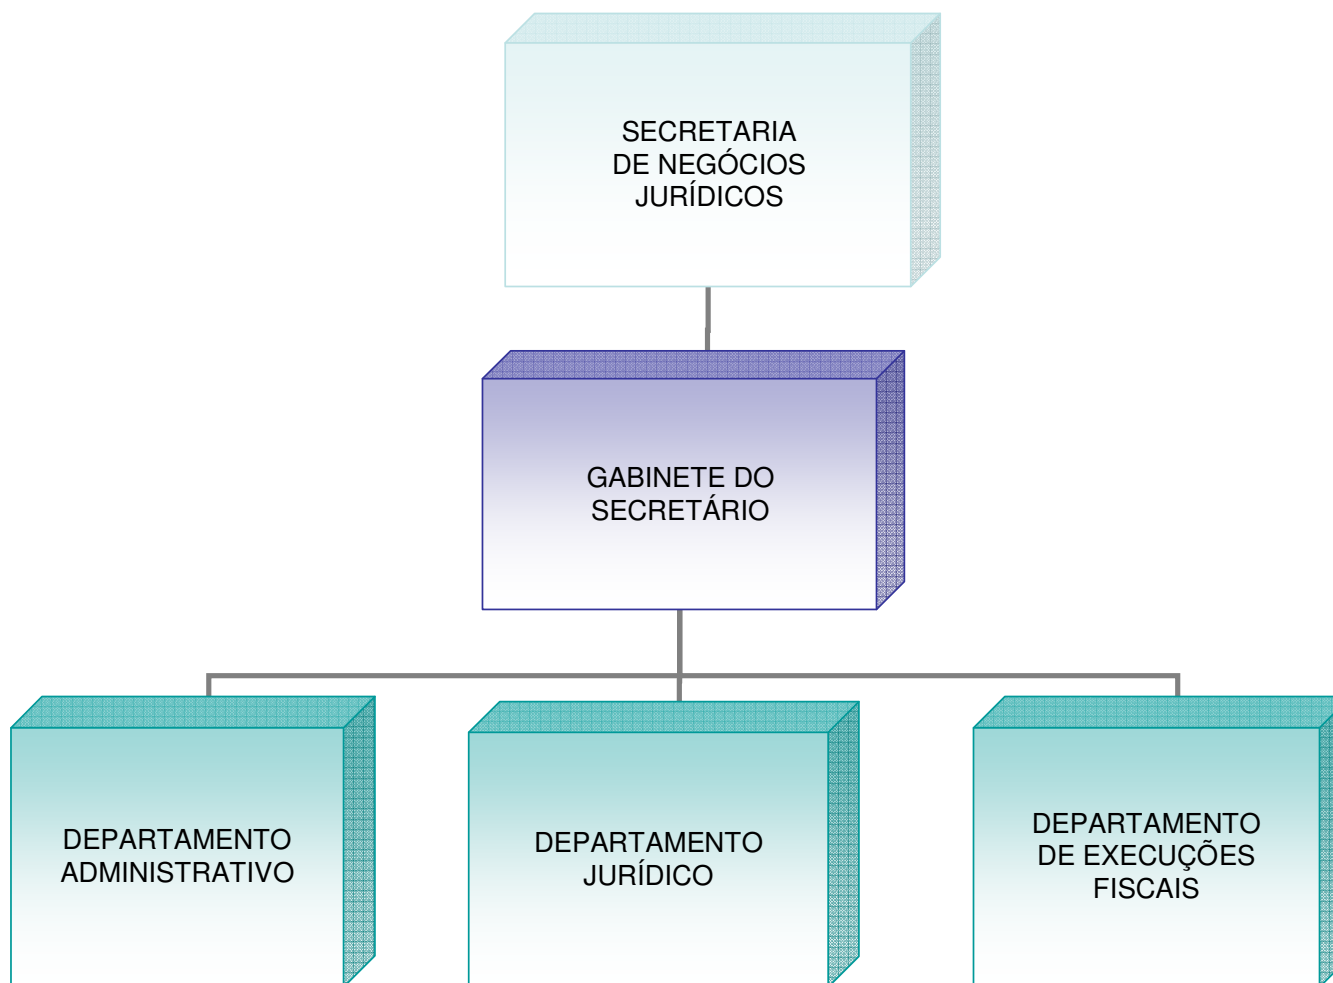 SECRETARIA
DE NEGÓCIOS
JURÍDICOS
GABINETE DO
SECRETÁRIO
DEPARTAMENTO
ADMINISTRATIVO
DEPARTAMENTO
JURÍDICO
DEPARTAMENTO
DE EXECUÇÕES
FISCAIS